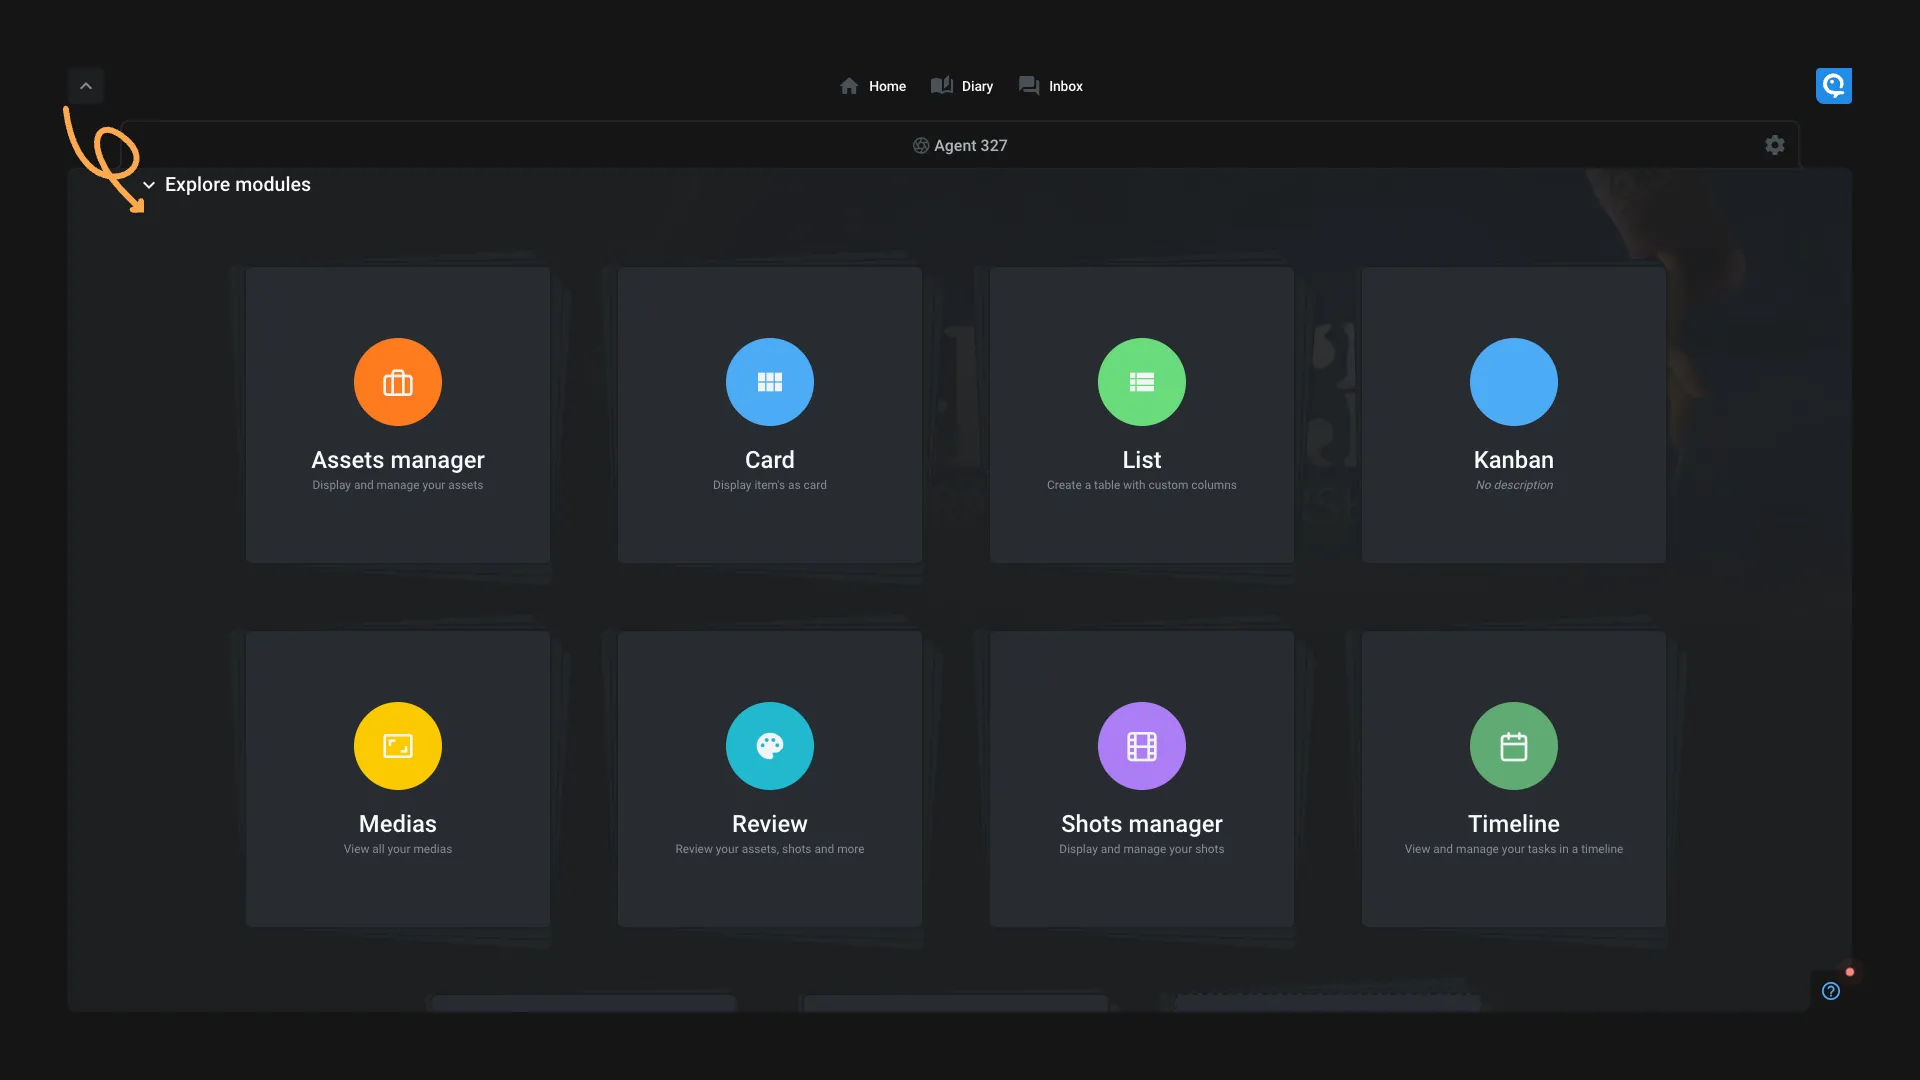 Home
Diary
Inbox
Agent 327
Explore modules
Assets manager
Display and manage your assets
Card
Display item's as card
List
Create a table with custom columns
Kanban
No description
Medias
View all your medias
Review
Review your assets, shots and more
Shots manager
Display and manage your shots
Timeline
View and manage your tasks in a timeline